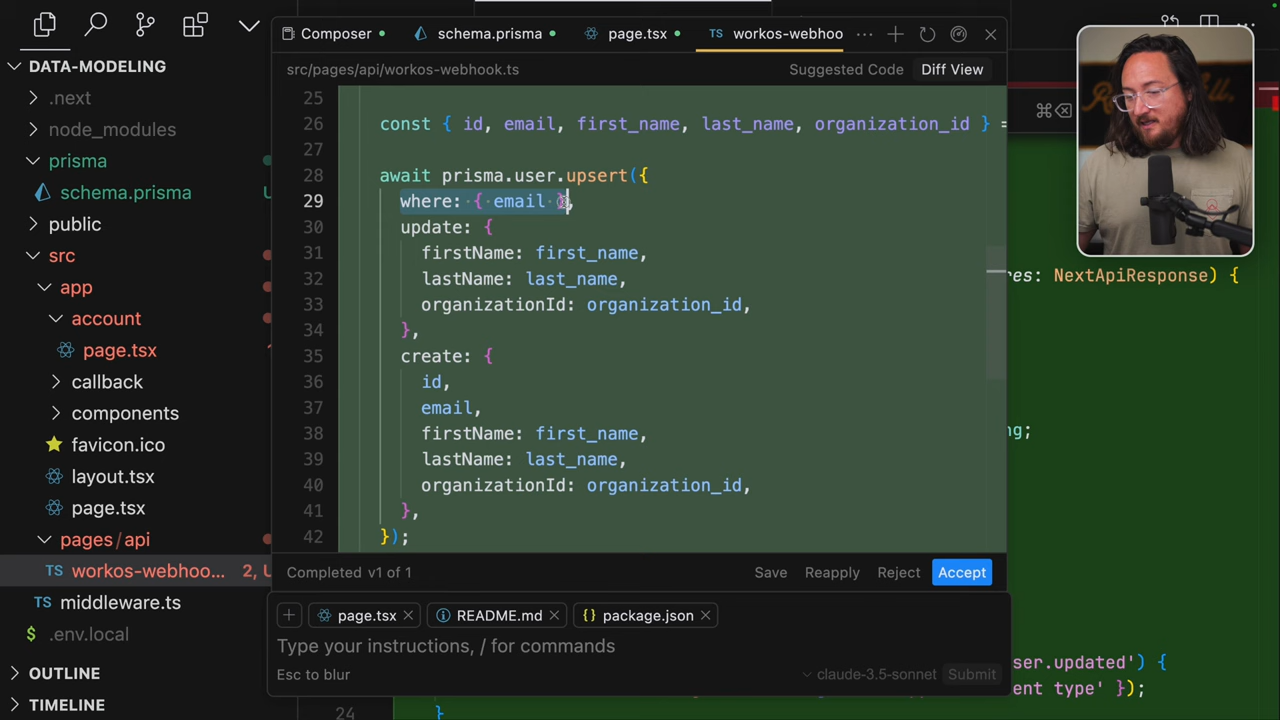 DATA-MODELING
.next
node_modules
prisma
schema.prisma U
public
src
app
account
page.tsx
callback
components
favicon.ico
layout.tsx
page.tsx
pages/api
TS workos-webhoo... 2, U
TS middleware.ts
$ .env.local
OUTLINE
TIMELINE
Composer schema.prisma page.tsx TS workos-webhoo
src/pages/api/workos-webhook.ts Suggested Code Diff View
25
26 const { id, email, first_name, last_name, organization_id } =
27
28 await prisma.user.upsert({
29 where: { email },
30 update: {
31 firstName: first_name,
32 lastName: last_name,
33 organizationId: organization_id,
34 },
35 create: {
36 id,
37 email,
38 firstName: first_name,
39 lastName: last_name,
40 organizationId: organization_id,
41 },
42 });
Completed v1 of 1 Save Reapply Reject Accept
page.tsx README.md {} package.json
Type your instructions, / for commands
Esc to blur claude-3.5-sonnet Submit
res: NextApiResponse) {
ng;
ser.updated') {
ent type' });
24 }